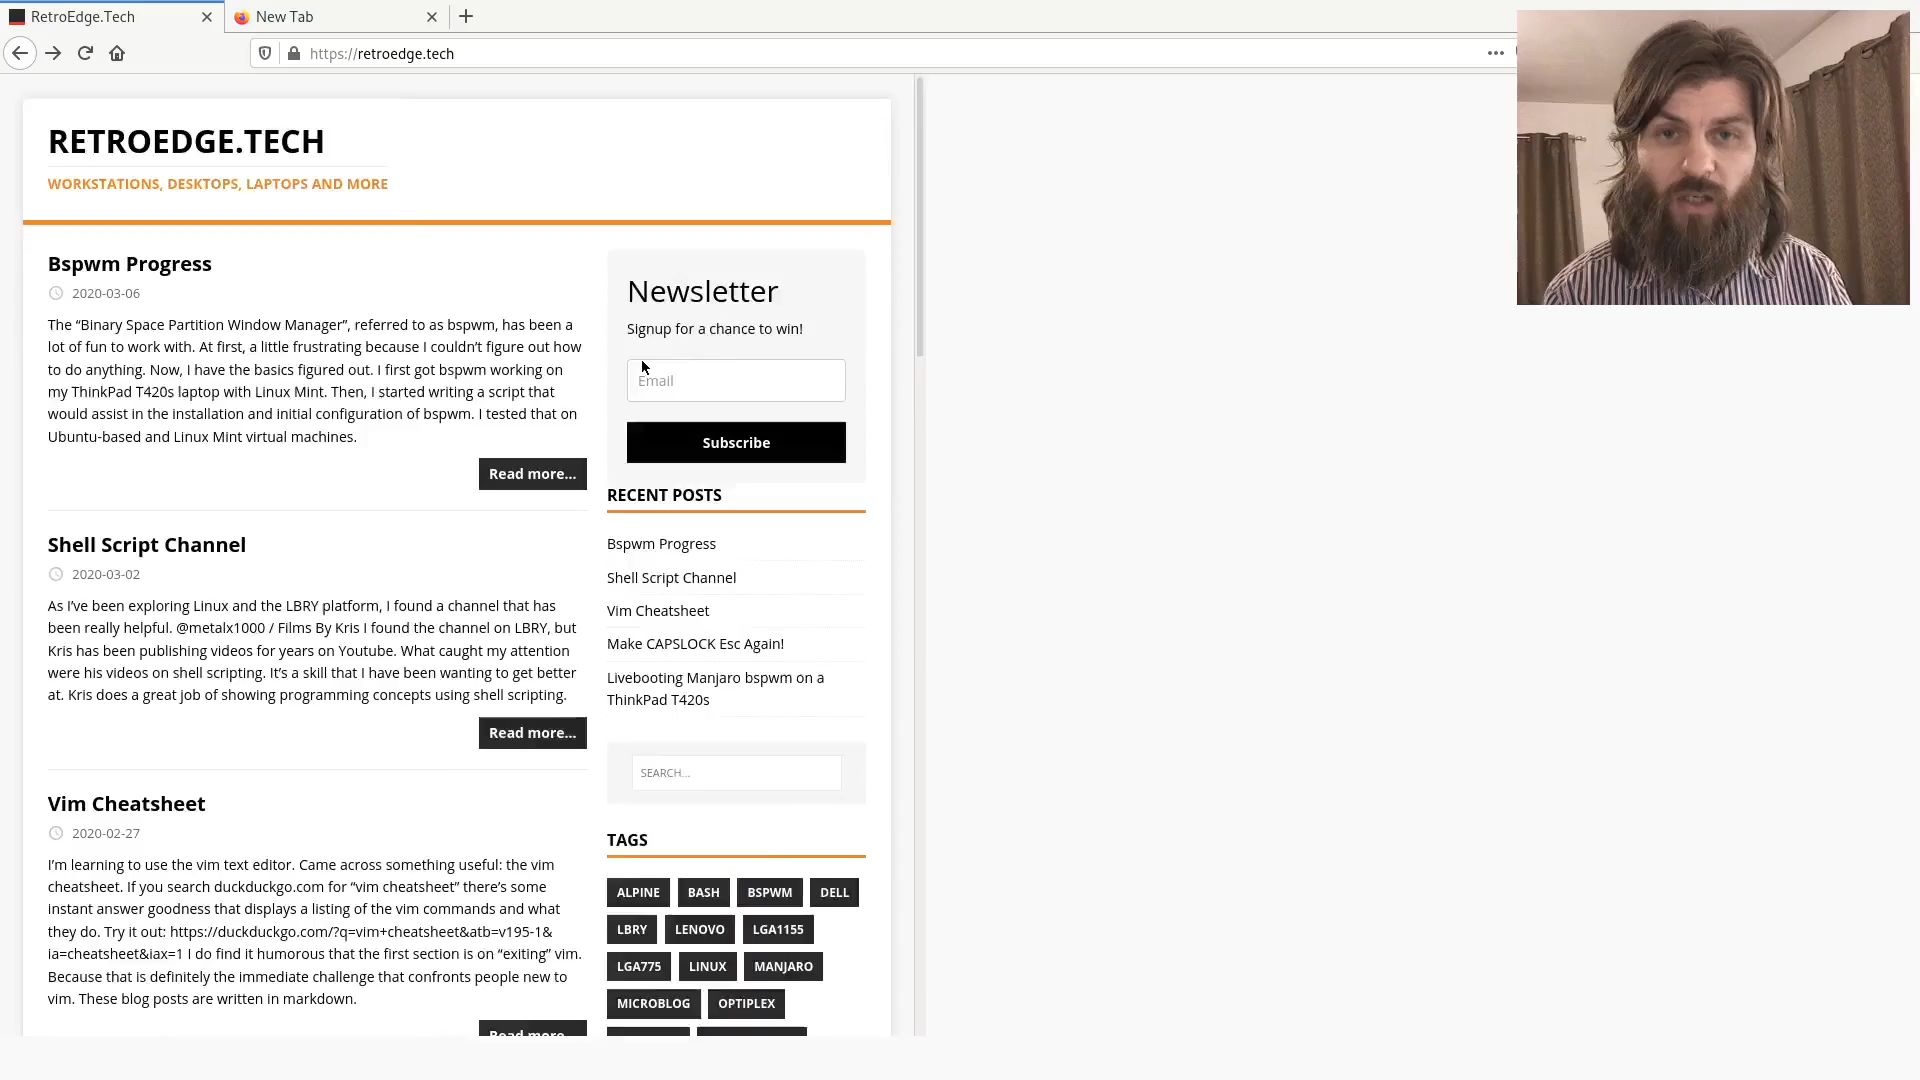 RetroEdge.Tech
New Tab
https://retroedge.tech
RETROEDGE.TECH
WORKSTATIONS, DESKTOPS, LAPTOPS AND MORE
Bspwm Progress
2020-03-06
The “Binary Space Partition Window Manager”, referred to as bspwm, has been a
lot of fun to work with. At first, a little frustrating because I couldn’t figure out how
to do anything. Now, I have the basics figured out. I first got bspwm working on
my ThinkPad T420s laptop with Linux Mint. Then, I started writing a script that
would assist in the installation and initial configuration of bspwm. I tested that on
Ubuntu-based and Linux Mint virtual machines.
Read more...
Shell Script Channel
2020-03-02
As I’ve been exploring Linux and the LBRY platform, I found a channel that has
been really helpful. @metalx1000 / Films By Kris I found the channel on LBRY, but
Kris has been publishing videos for years on Youtube. What caught my attention
were his videos on shell scripting. It’s a skill that I have been wanting to get better
at. Kris does a great job of showing programming concepts using shell scripting.
Read more...
Vim Cheatsheet
2020-02-27
I’m learning to use the vim text editor. Came across something useful: the vim
cheatsheet. If you search duckduckgo.com for “vim cheatsheet” there’s some
instant answer goodness that displays a listing of the vim commands and what
they do. Try it out: https://duckduckgo.com/?q=vim+cheatsheet&atb=v195-1&
ia=cheatsheet&iax=1 I do find it humorous that the first section is on “exiting” vim.
Because that is definitely the immediate challenge that confronts people new to
vim. These blog posts are written in markdown.
Read more...
Newsletter
Signup for a chance to win!
Email
Subscribe
RECENT POSTS
Bspwm Progress
Shell Script Channel
Vim Cheatsheet
Make CAPSLOCK Esc Again!
Livebooting Manjaro bspwm on a
ThinkPad T420s
SEARCH...
TAGS
ALPINE BASH BSPWM DELL
LBRY LENOVO LGA1155
LGA775 LINUX MANJARO
MICROBLOG OPTIPLEX